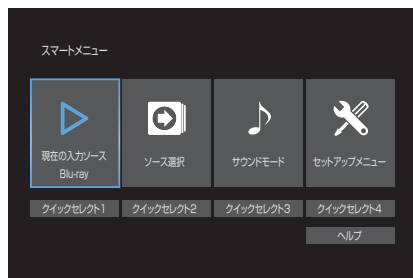 スマートメニュー
現在の入力ソース
Blu-ray
ソース選択
サウンドモード
セットアップメニュー
クイックセレクト1
クイックセレクト2
クイックセレクト3
クイックセレクト4
ヘルプ